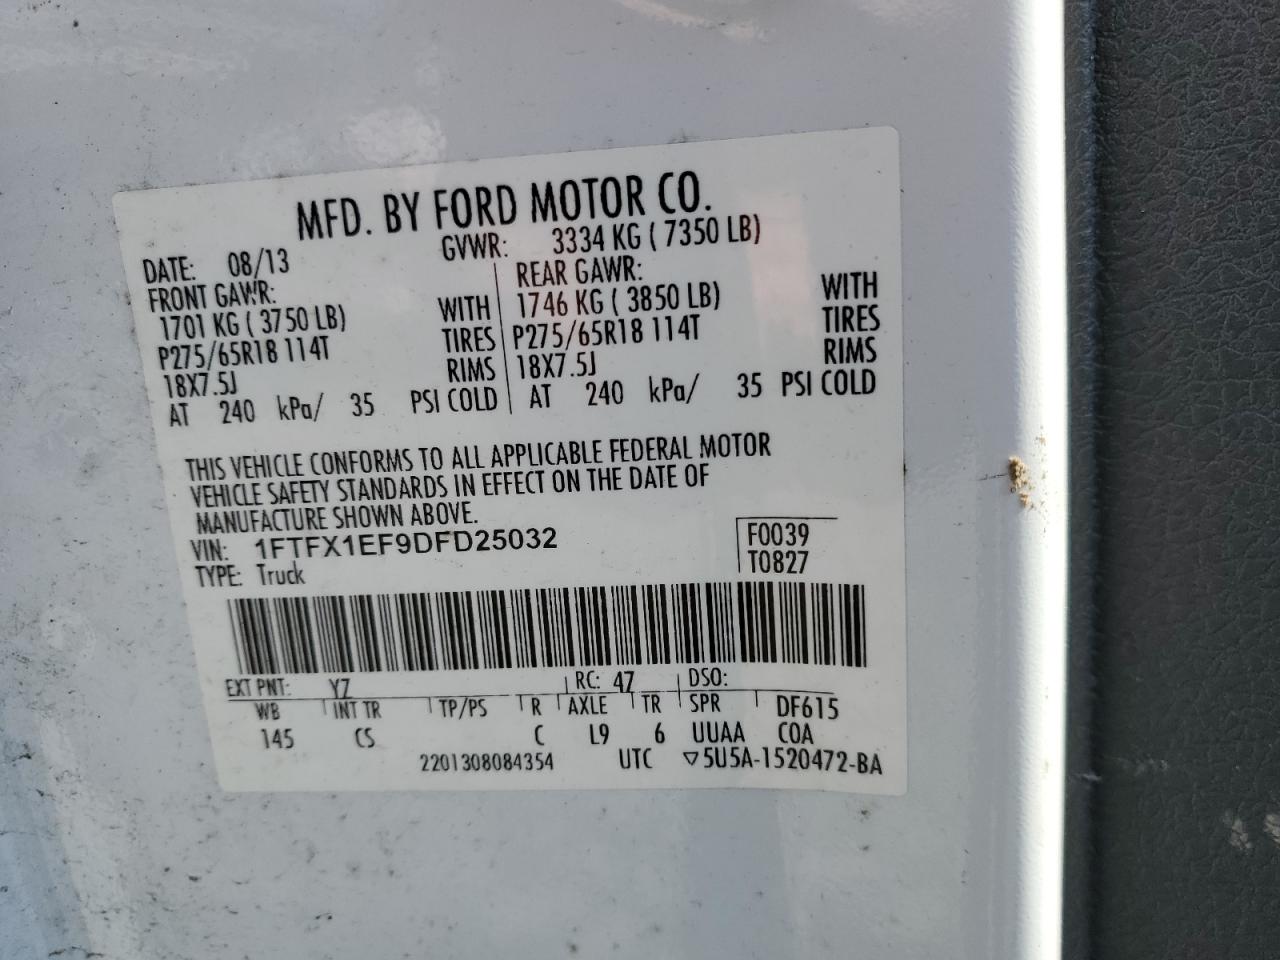 MFD. BY FORD MOTOR CO.
DATE: 08/13 GVWR: 3334 KG ( 7350 LB)
FRONT GAWR: REAR GAWR:
1701 KG ( 3750 LB) WITH 1746 KG ( 3850 LB) WITH
P275/65R18 114T TIRES P275/65R18 114T TIRES
18X7.5J RIMS 18X7.5J RIMS
AT 240 kPa/ 35 PSI COLD AT 240 kPa/ 35 PSI COLD
THIS VEHICLE CONFORMS TO ALL APPLICABLE FEDERAL MOTOR
VEHICLE SAFETY STANDARDS IN EFFECT ON THE DATE OF
MANUFACTURE SHOWN ABOVE.
VIN: 1FTFX1EF9DFD25032 F0039
TYPE: Truck T0827
EXT PNT: YZ RC: 47 DSO:
WB INT TR TP/PS R AXLE TR SPR DF615
145 CS C L9 6 UUAA COA
2201308084354 UTC ▽5U5A-1520472-BA